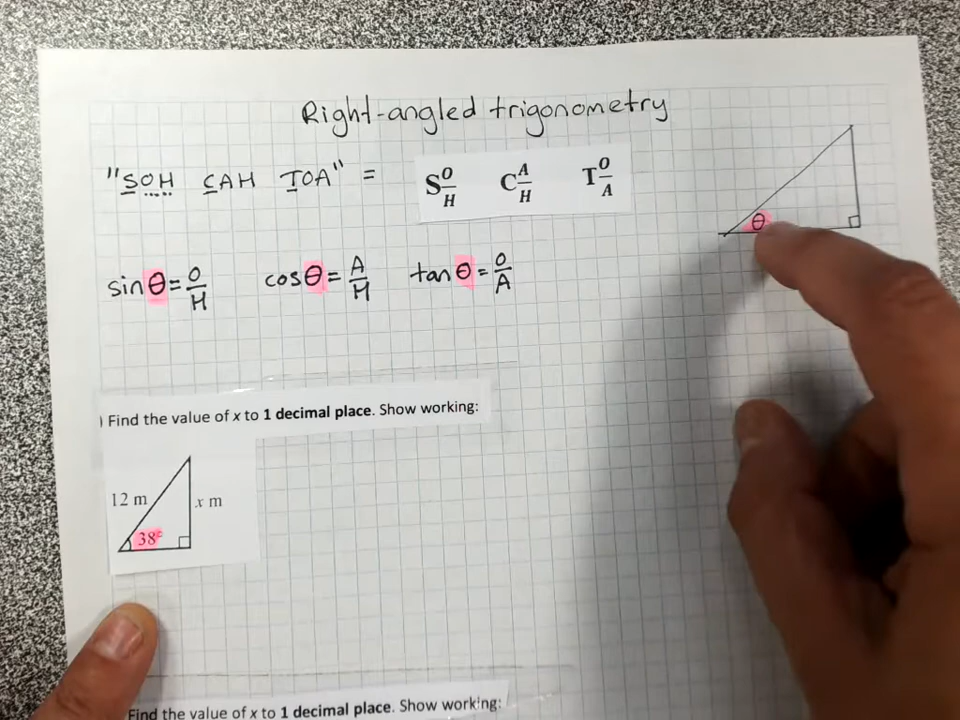 Right-angled trigonometry
"SOH CAH TOA" = S O/H C A/H T O/A
θ
sinθ = O/H cosθ = A/H tanθ = O/A
) Find the value of x to 1 decimal place. Show working:
12 m x m
38°
Find the value of x to 1 decimal place. Show working: